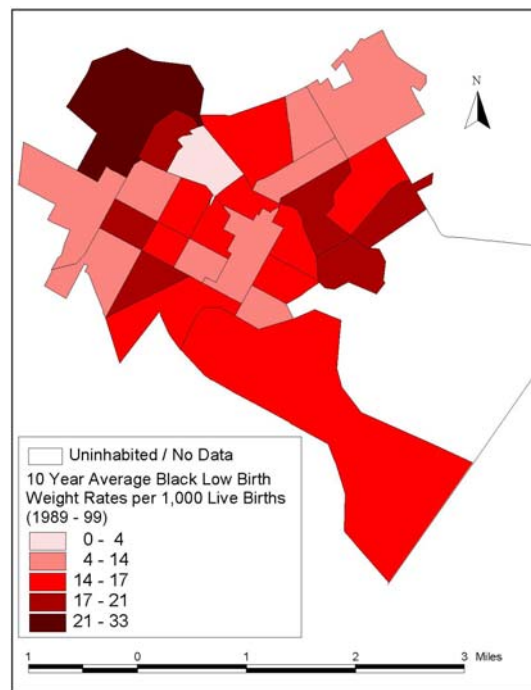 N
Uninhabited / No Data
10 Year Average Black Low Birth
Weight Rates per 1,000 Live Births
(1989 - 99)
0 - 4
4 - 14
14 - 17
17 - 21
21 - 33
1 0 1 2 3 Miles